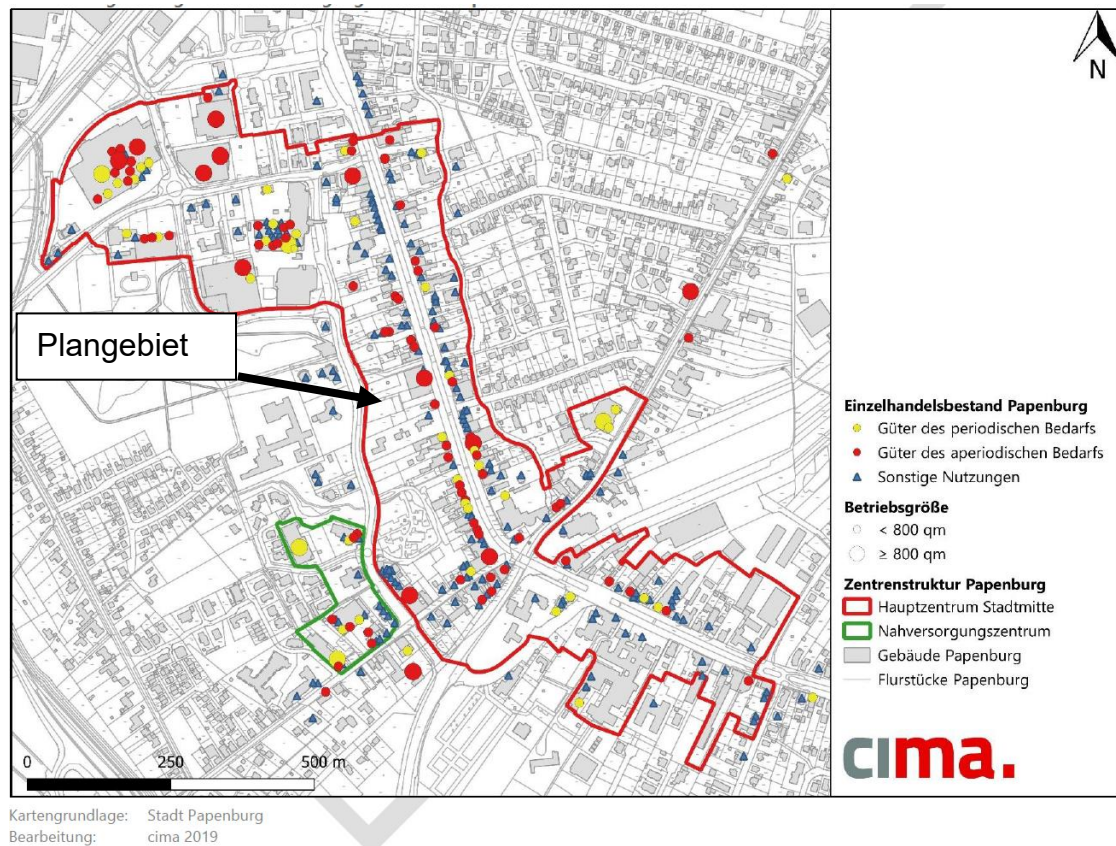 N
Plangebiet
Einzelhandelsbestand Papenburg
Güter des periodischen Bedarfs
Güter des aperiodischen Bedarfs
Sonstige Nutzungen
Betriebsgröße
< 800 qm
≥ 800 qm
Zentrenstruktur Papenburg
Hauptzentrum Stadtmitte
Nahversorgungszentrum
Gebäude Papenburg
Flurstücke Papenburg
cima.
0 250 500 m
Kartengrundlage: Stadt Papenburg
Bearbeitung: cima 2019